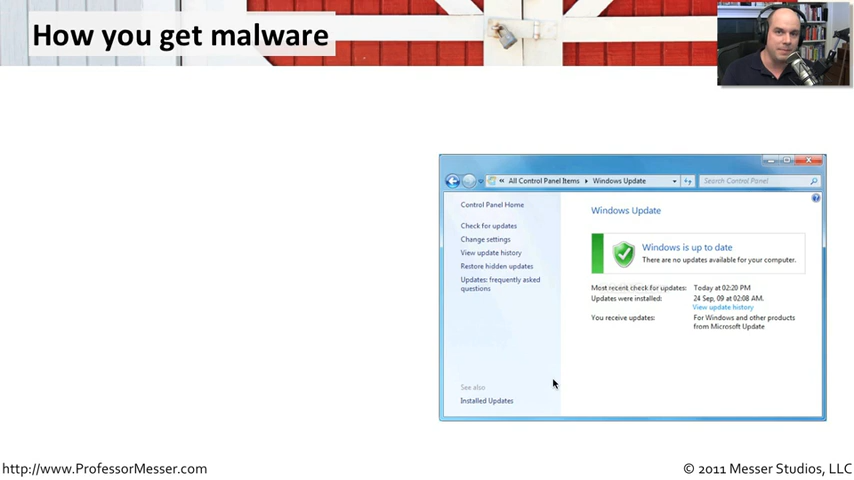 How you get malware
« All Control Panel Items ▸ Windows Update
Search Control Panel
Control Panel Home
Check for updates
Change settings
View update history
Restore hidden updates
Updates: frequently asked
questions
See also
Installed Updates
Windows Update
Windows is up to date
There are no updates available for your computer.
Most recent check for updates: Today at 02:20 PM
Updates were installed: 24 Sep, 09 at 02:08 AM.
View update history
You receive updates: For Windows and other products
from Microsoft Update
http://www.ProfessorMesser.com
© 2011 Messer Studios, LLC